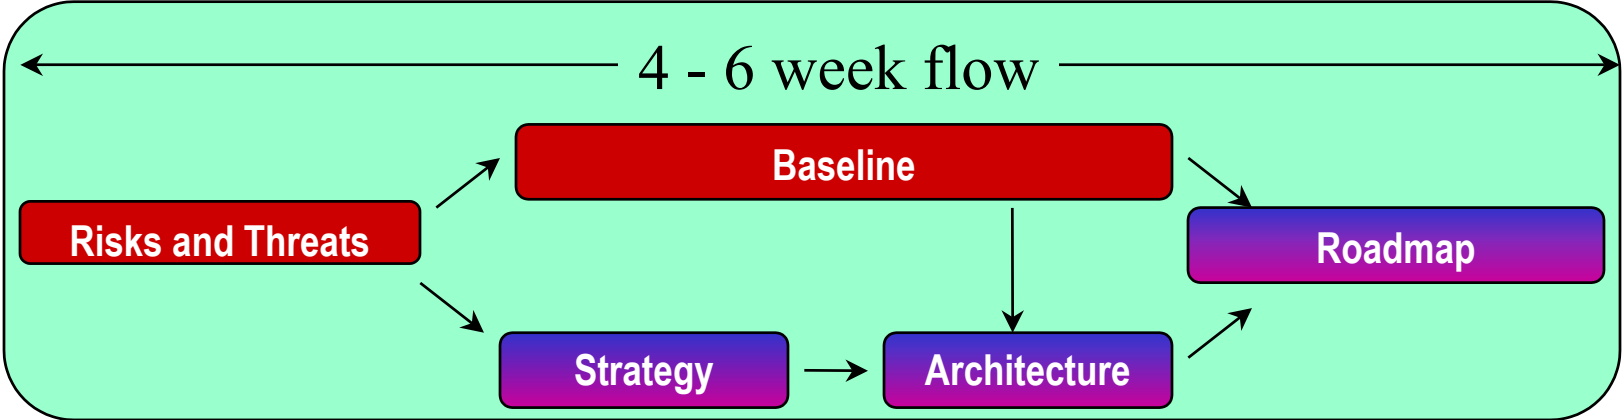 4 - 6 week flow
Baseline
Risks and Threats
Roadmap
Strategy
Architecture